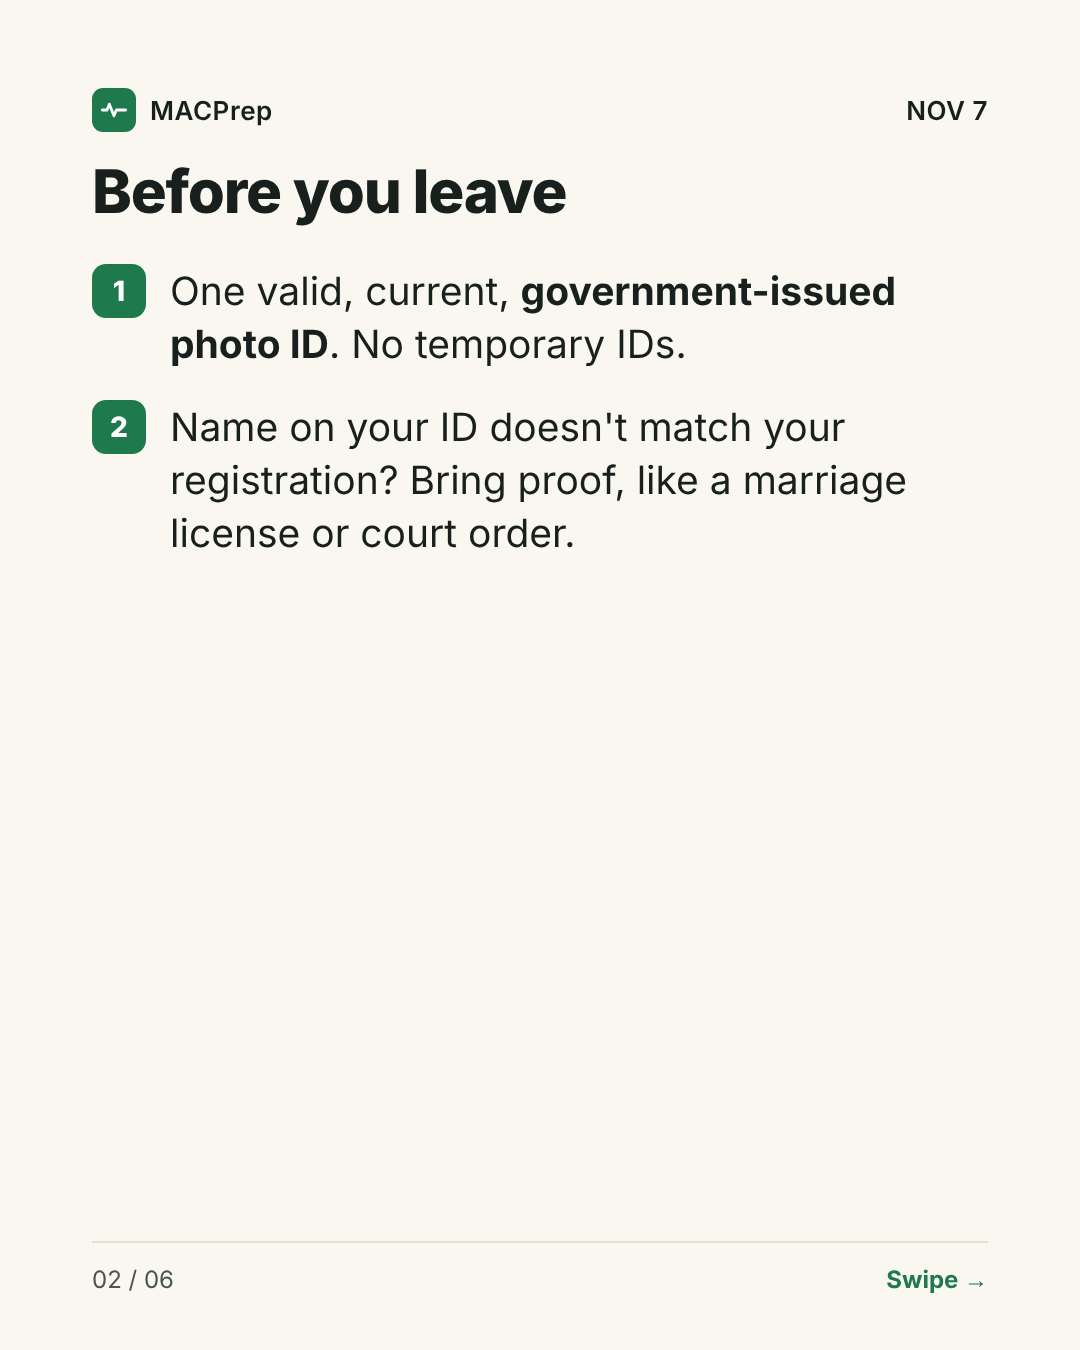 MACPrep
NOV 7
Before you leave
1 One valid, current, government-issued
photo ID. No temporary IDs.
2 Name on your ID doesn't match your
registration? Bring proof, like a marriage
license or court order.
02 / 06
Swipe →